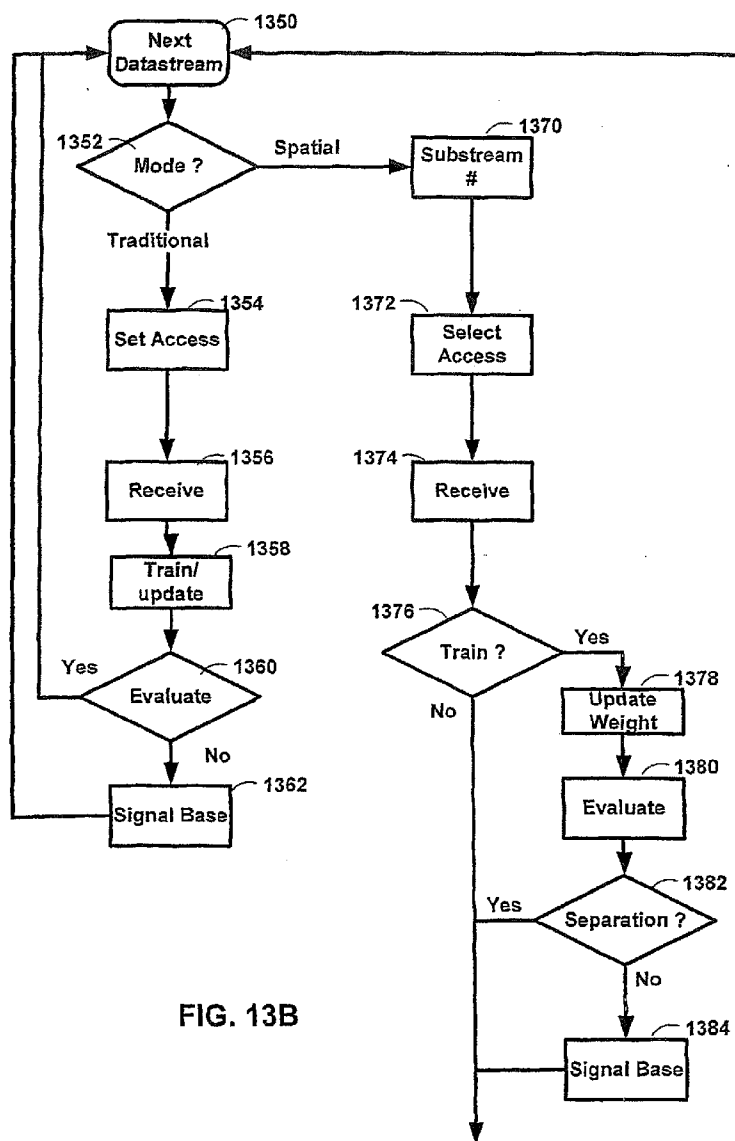 1350
Next
Datastream
1352
Mode ?
Spatial
1370
Substream
#
Traditional
1354
Set Access
1372
Select
Access
1356
Receive
1374
Receive
1358
Train/
update
1376
Train ?
Yes
No
1378
Update
Weight
Yes
1360
Evaluate
No
1362
Signal Base
1380
Evaluate
1382
Yes
Separation ?
No
1384
Signal Base
FIG. 13B